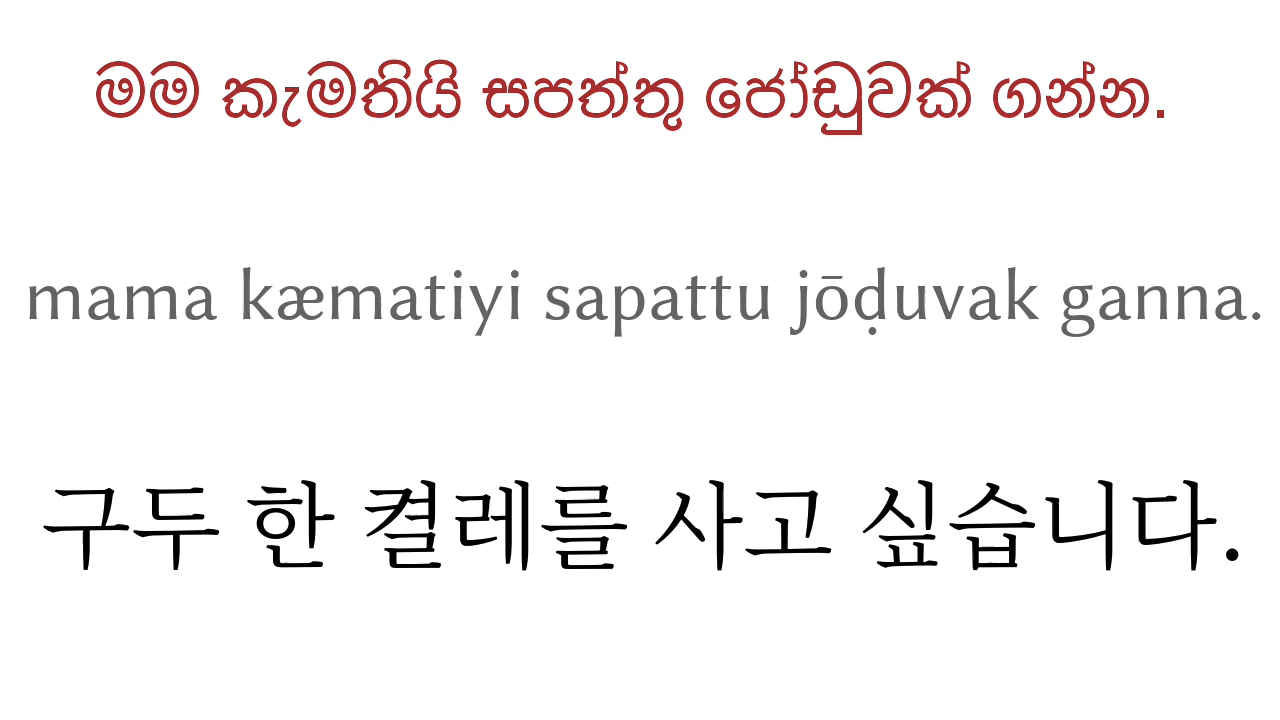 මම කැමතියි සපත්තු ජෝඩුවක් ගන්න.
mama kæmatiyi sapattu jōḍuvak ganna.
구두 한 켤레를 사고 싶습니다.